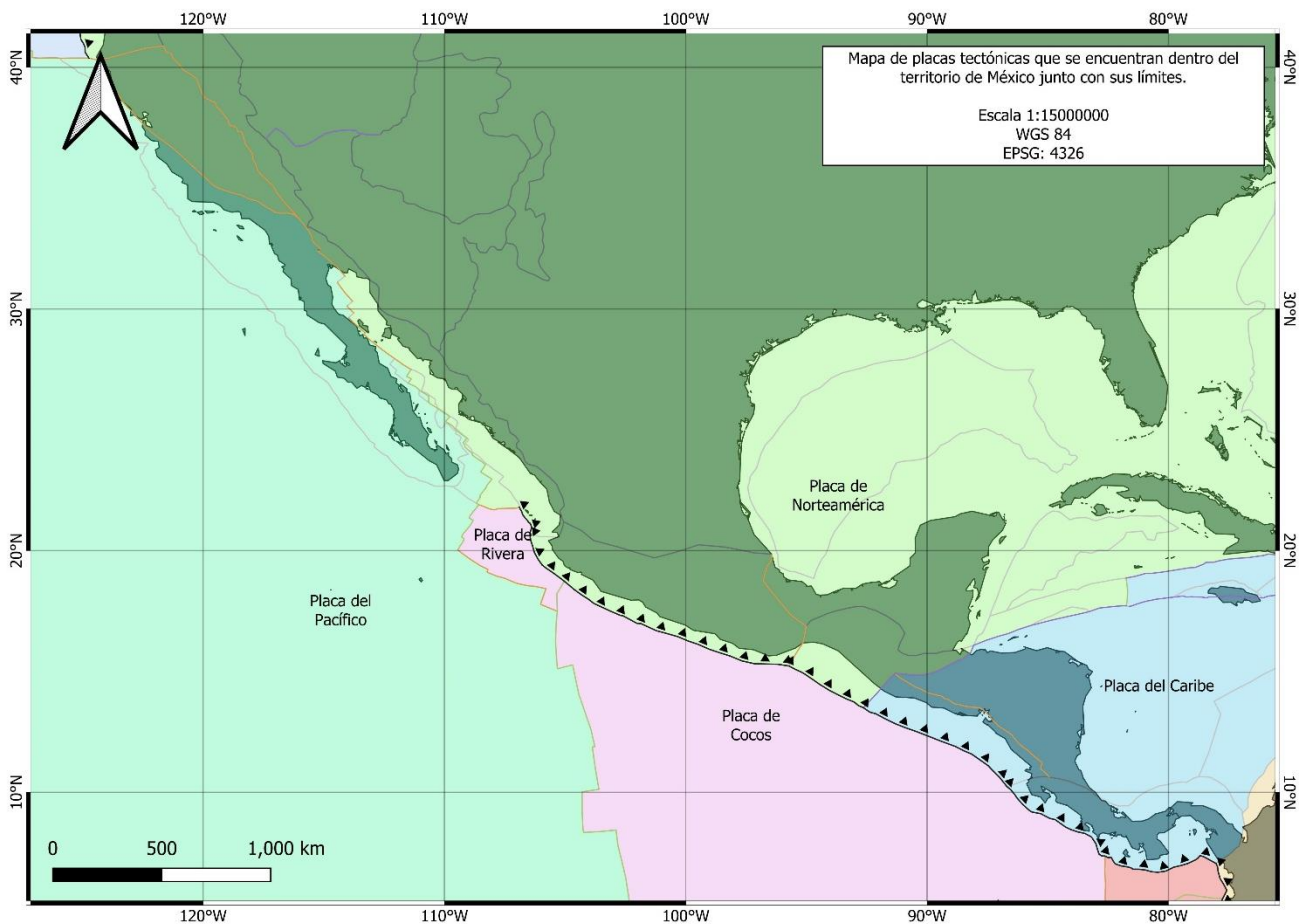 120°W
110°W
100°W
90°W
80°W
40°N
40°N
Mapa de placas tectónicas que se encuentran dentro del
territorio de México junto con sus límites.
Escala 1:15000000
WGS 84
EPSG: 4326
30°N
30°N
Placa de
Norteamérica
Placa de
Rivera
20°N
20°N
Placa del
Pacífico
Placa del Caribe
Placa de
Cocos
10°N
10°N
0
500
1,000 km
120°W
110°W
100°W
90°W
80°W